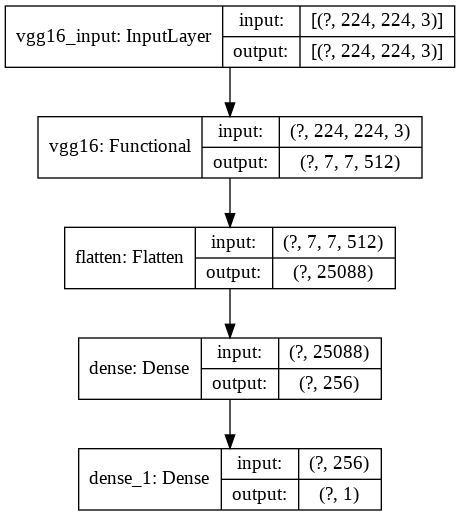 vgg16_input: InputLayer
input: [(?, 224, 224, 3)]
output: [(?, 224, 224, 3)]
vgg16: Functional
input: (?, 224, 224, 3)
output: (?, 7, 7, 512)
flatten: Flatten
input: (?, 7, 7, 512)
output: (?, 25088)
dense: Dense
input: (?, 25088)
output: (?, 256)
dense_1: Dense
input: (?, 256)
output: (?, 1)